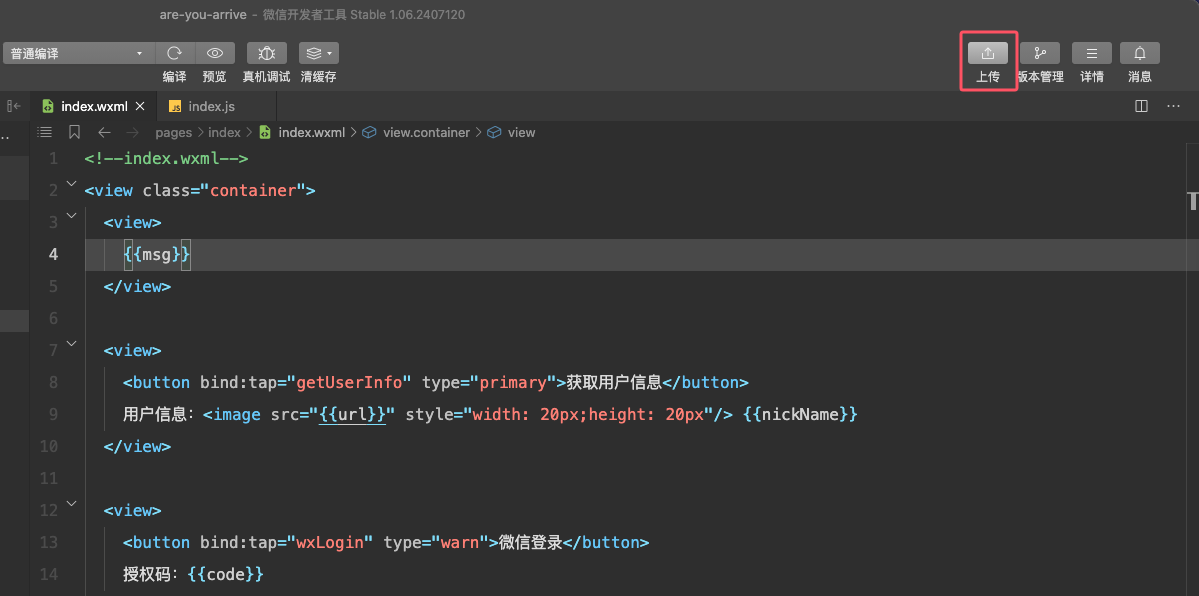 are-you-arrive - 微信开发者工具 Stable 1.06.2407120
普通编译
编译 预览 真机调试 清缓存 上传 版本管理 详情 消息
index.wxml index.js
pages index index.wxml view.container view
1 <!--index.wxml-->
2 <view class="container">
3 <view>
4 {{msg}}
5 </view>
6
7 <view>
8 <button bind:tap="getUserInfo" type="primary">获取用户信息</button>
9 用户信息: <image src="{{url}}" style="width: 20px;height: 20px"/> {{nickName}}
10 </view>
11
12 <view>
13 <button bind:tap="wxLogin" type="warn">微信登录</button>
14 授权码: {{code}}